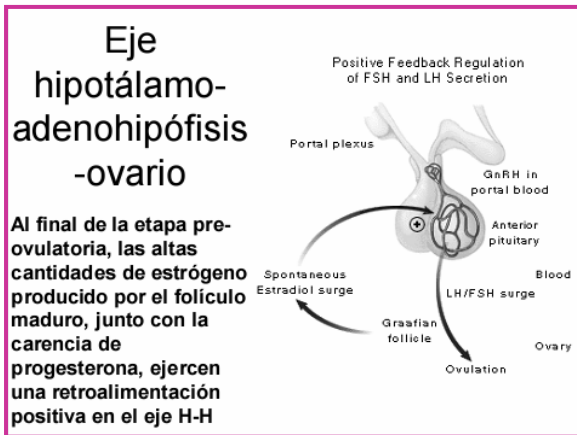 Eje
hipotálamo-
adenohipófisis
-ovario
Al final de la etapa pre-
ovulatoria, las altas
cantidades de estrógeno
producido por el folículo
maduro, junto con la
carencia de
progesterona, ejercen
una retroalimentación
positiva en el eje H-H
Positive Feedback Regulation
of FSH and LH Secretion
Portal plexus
GnRH in
portal blood
Anterior
pituitary
Spontaneous
Estradiol surge
Blood
LH/FSH surge
Graafian
follicle
Ovary
Ovulation